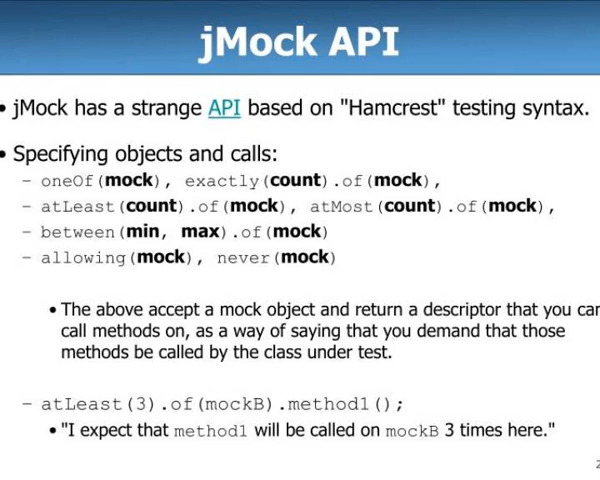 jMock API
• jMock has a strange API based on "Hamcrest" testing syntax.
• Specifying objects and calls:
– oneOf(mock), exactly(count).of(mock),
– atLeast(count).of(mock), atMost(count).of(mock),
– between(min, max).of(mock)
– allowing(mock), never(mock)
• The above accept a mock object and return a descriptor that you can
call methods on, as a way of saying that you demand that those
methods be called by the class under test.
– atLeast(3).of(mockB).method1();
• "I expect that method1 will be called on mockB 3 times here."